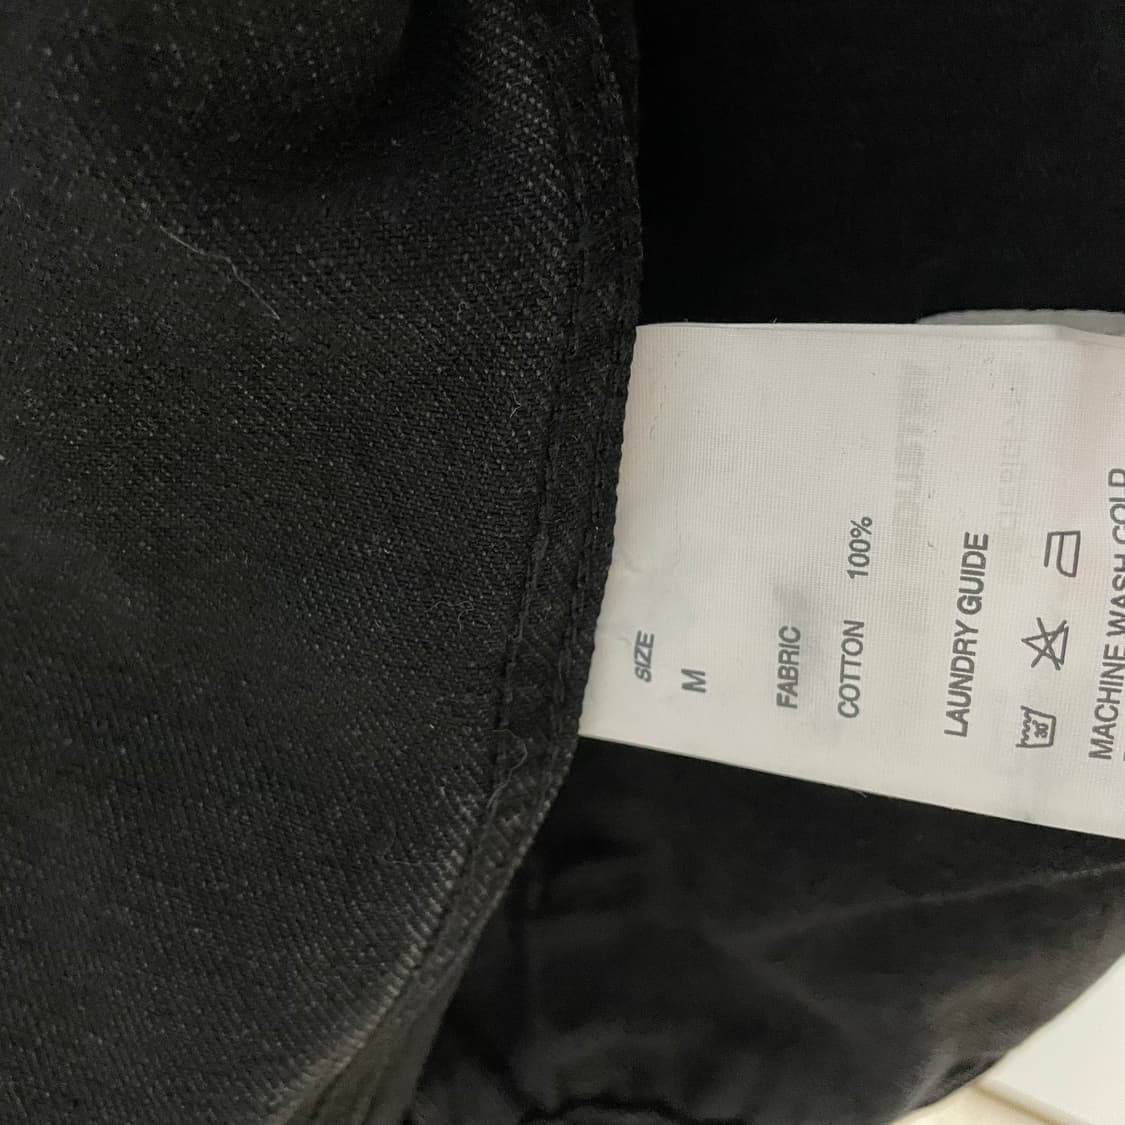 SIZE
M
FABRIC
COTTON 100%
LAUNDRY GUIDE
30
MACHINE WASH COLD